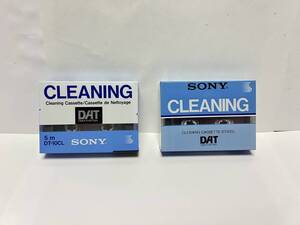 CLEANING
Cleaning Cassette/Cassette de Nettoyage
DAT
5 m
DT-10CL SONY
SONY
CLEANING
CLEANING CASSETTE
DAT